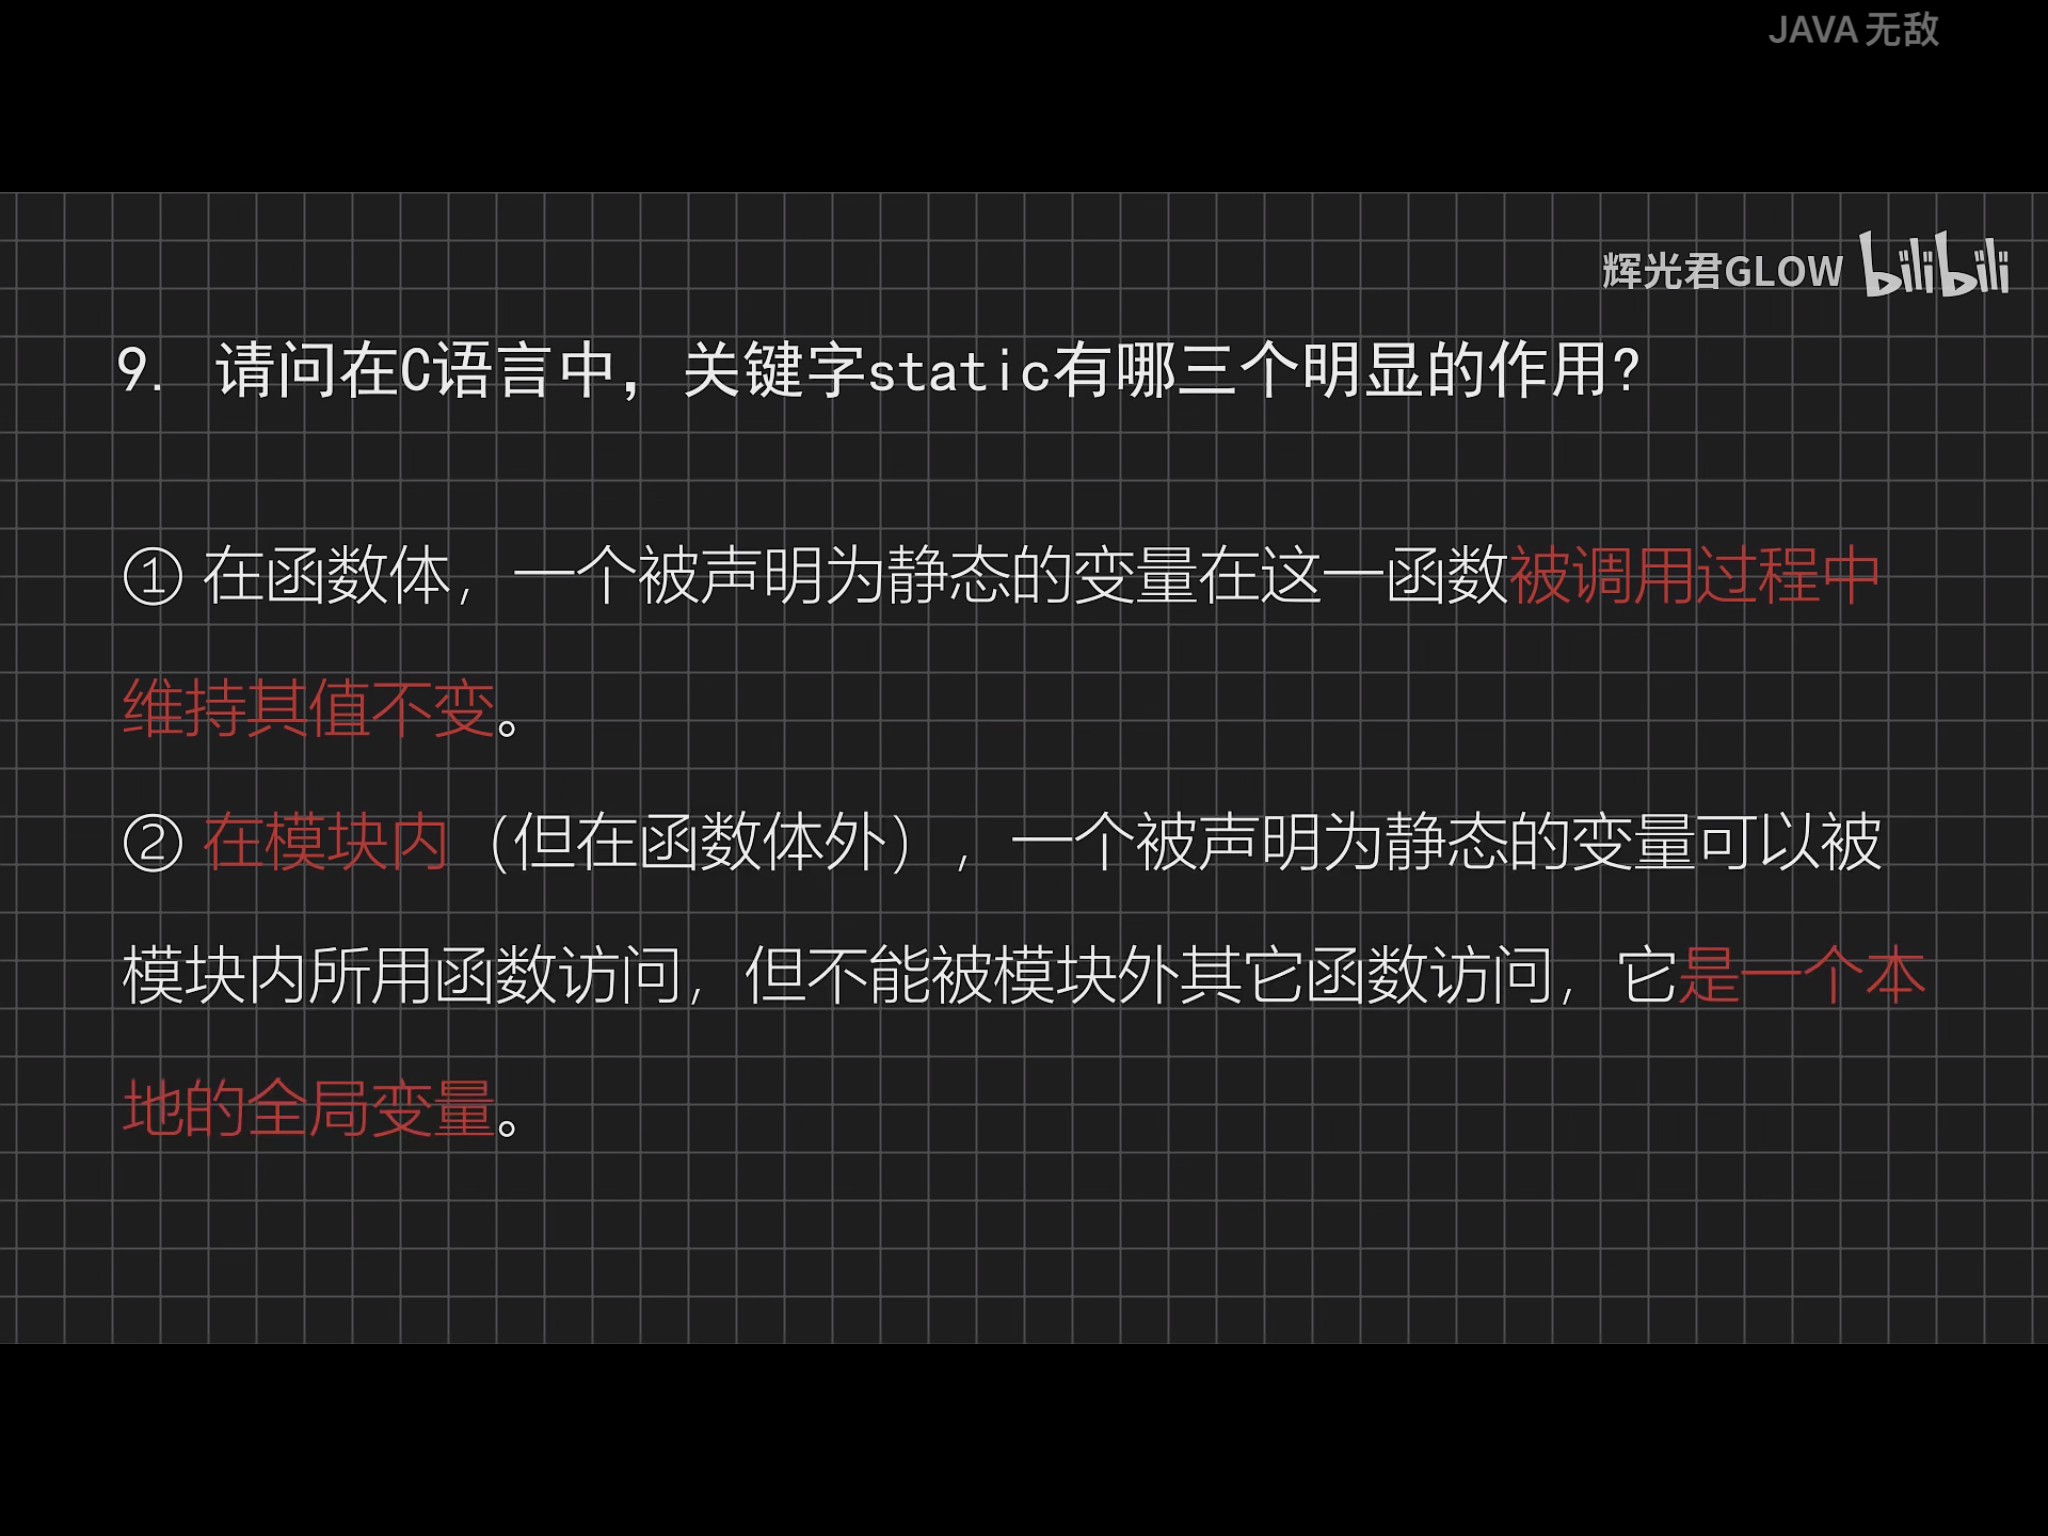 JAVA 无敌
辉光君GLOW bilibili
9. 请问在C语言中，关键字static有哪三个明显的作用?
① 在函数体，一个被声明为静态的变量在这一函数被调用过程中
维持其值不变。
② 在模块内（但在函数体外），一个被声明为静态的变量可以被
模块内所用函数访问，但不能被模块外其它函数访问，它是一个本
地的全局变量。